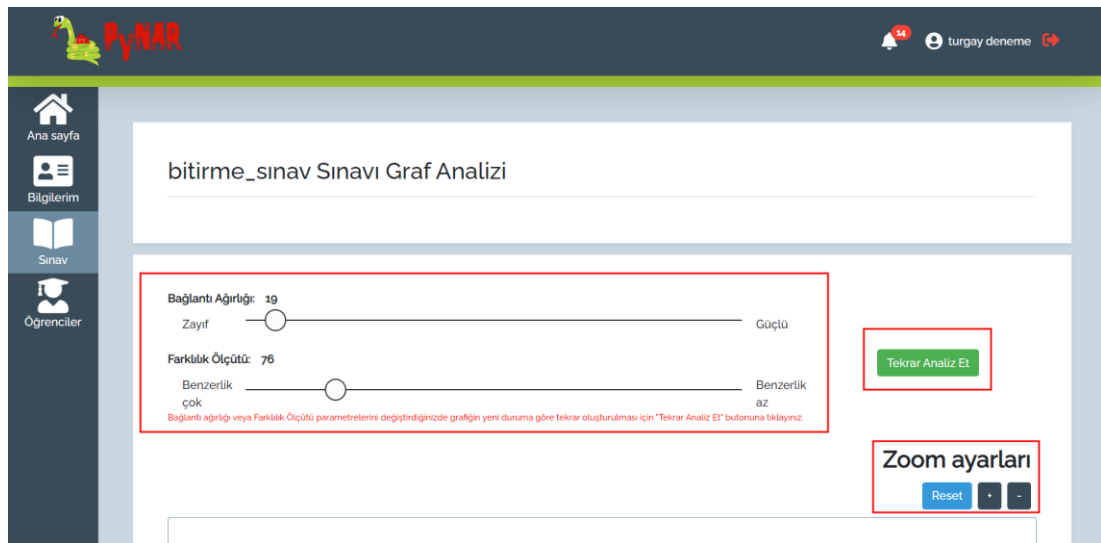 PyNAR
14
turgay deneme
Ana sayfa
Bilgilerim
Sınav
Öğrenciler
bitirme_sınav Sınavı Graf Analizi
Bağlantı Ağırlığı: 19
Zayıf
Güçlü
Farklılık Ölçütü: 76
Benzerlik
çok
Benzerlik
az
Bağlantı ağırlığı veya Farklılık Ölçütü parametrelerini değiştirdiğinizde grafiğin yeni duruma göre tekrar oluşturulması için "Tekrar Analiz Et" butonuna tıklayınız.
Tekrar Analiz Et
Zoom ayarları
Reset + -